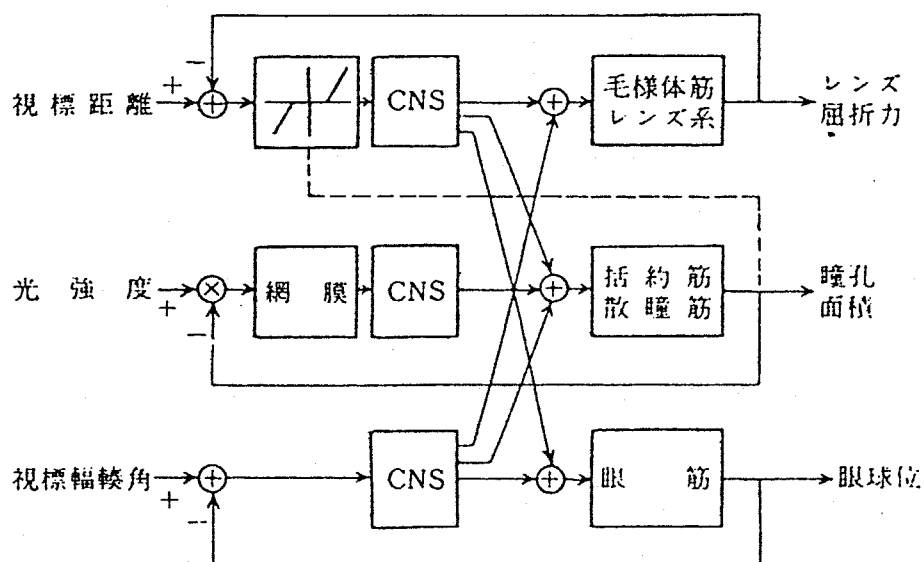 視標距離
+
−
CNS
毛様体筋
レンズ系
レンズ
屈折力
光強度
+
−
網膜
CNS
括約筋
散瞳筋
瞳孔
面積
視標輻輳角
+
−
CNS
眼筋
眼球位